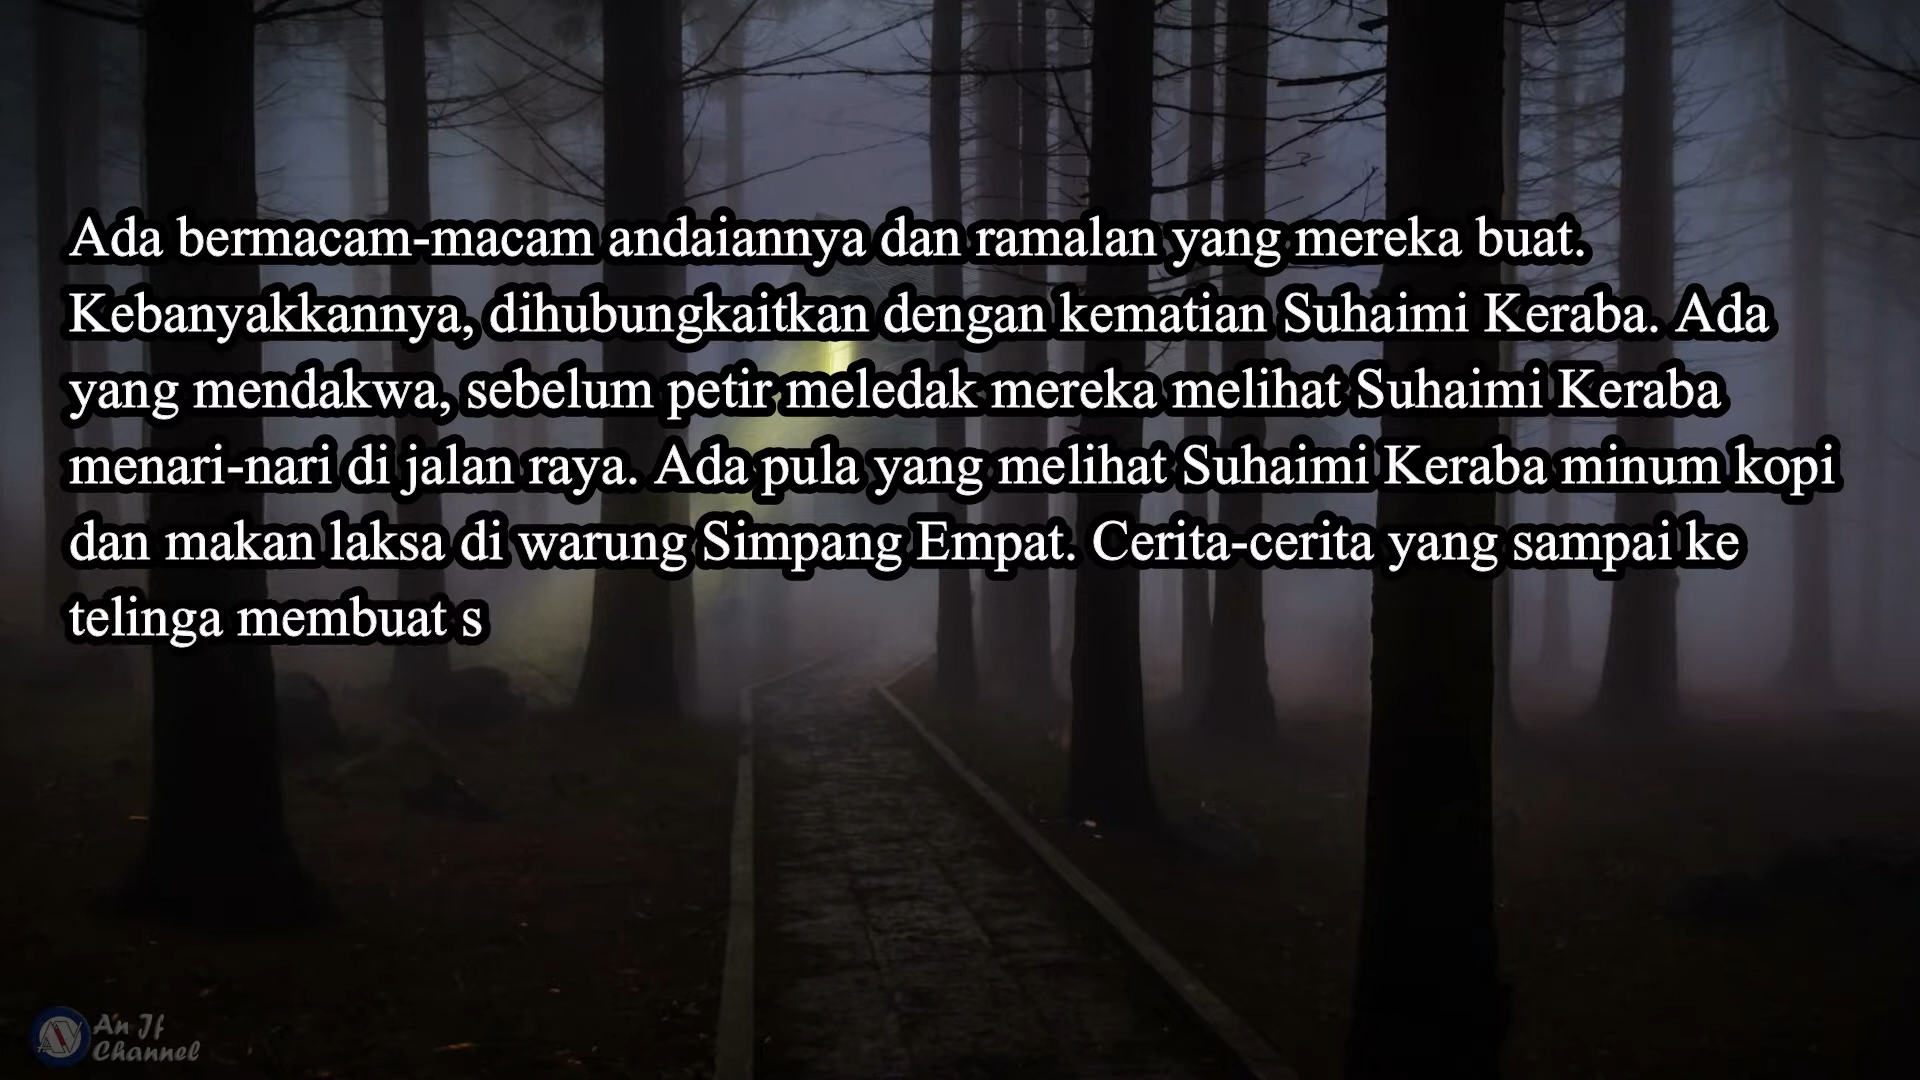 Ada bermacam-macam andaiannya dan ramalan yang mereka buat.
Kebanyakkannya, dihubungkaitkan dengan kematian Suhaimi Keraba. Ada
yang mendakwa, sebelum petir meledak mereka melihat Suhaimi Keraba
menari-nari di jalan raya. Ada pula yang melihat Suhaimi Keraba minum kopi
dan makan laksa di warung Simpang Empat. Cerita-cerita yang sampai ke
telinga membuat s
An If
Channel